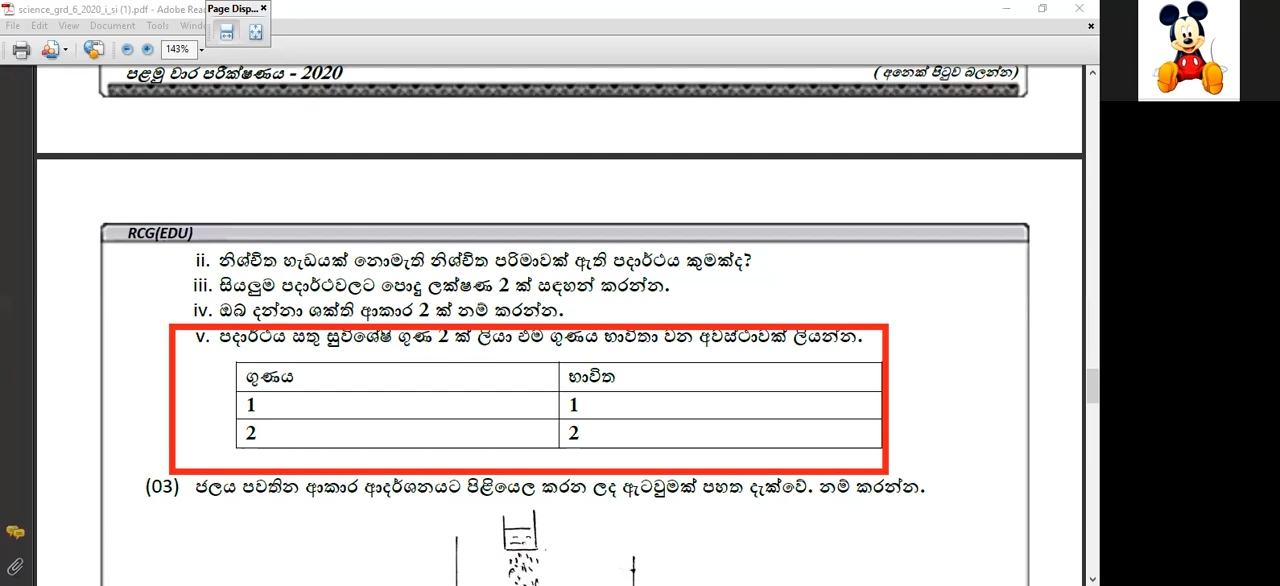 science_grd_6_2020_i_si (1).pdf - Adobe Rea
Page Disp...
File Edit View Document Tools Wind
143%
පළමු වාර පරීක්ෂණය - 2020 (අනෙක් පිටුව බලන්න)
RCG(EDU)
ii. නිශ්චිත හැඩයක් නොමැති නිශ්චිත පරිමාවක් ඇති පදාර්ථය කුමක්ද?
iii. සියලුම පදාර්ථවලට පොදු ලක්ෂණ 2 ක් සඳහන් කරන්න.
iv. ඔබ දන්නා ශක්ති ආකාර 2 ක් නම් කරන්න.
v. පදාර්ථය සතු සුවිශේෂී ගුණ 2 ක් ලියා එම ගුණය භාවිතා වන අවස්ථාවක් ලියන්න.
ගුණය භාවිත
1 1
2 2
(03) ජලය පවතින ආකාර ආදර්ශනයට පිළියෙල කරන ලද ඇටවුමක් පහත දැක්වේ. නම් කරන්න.